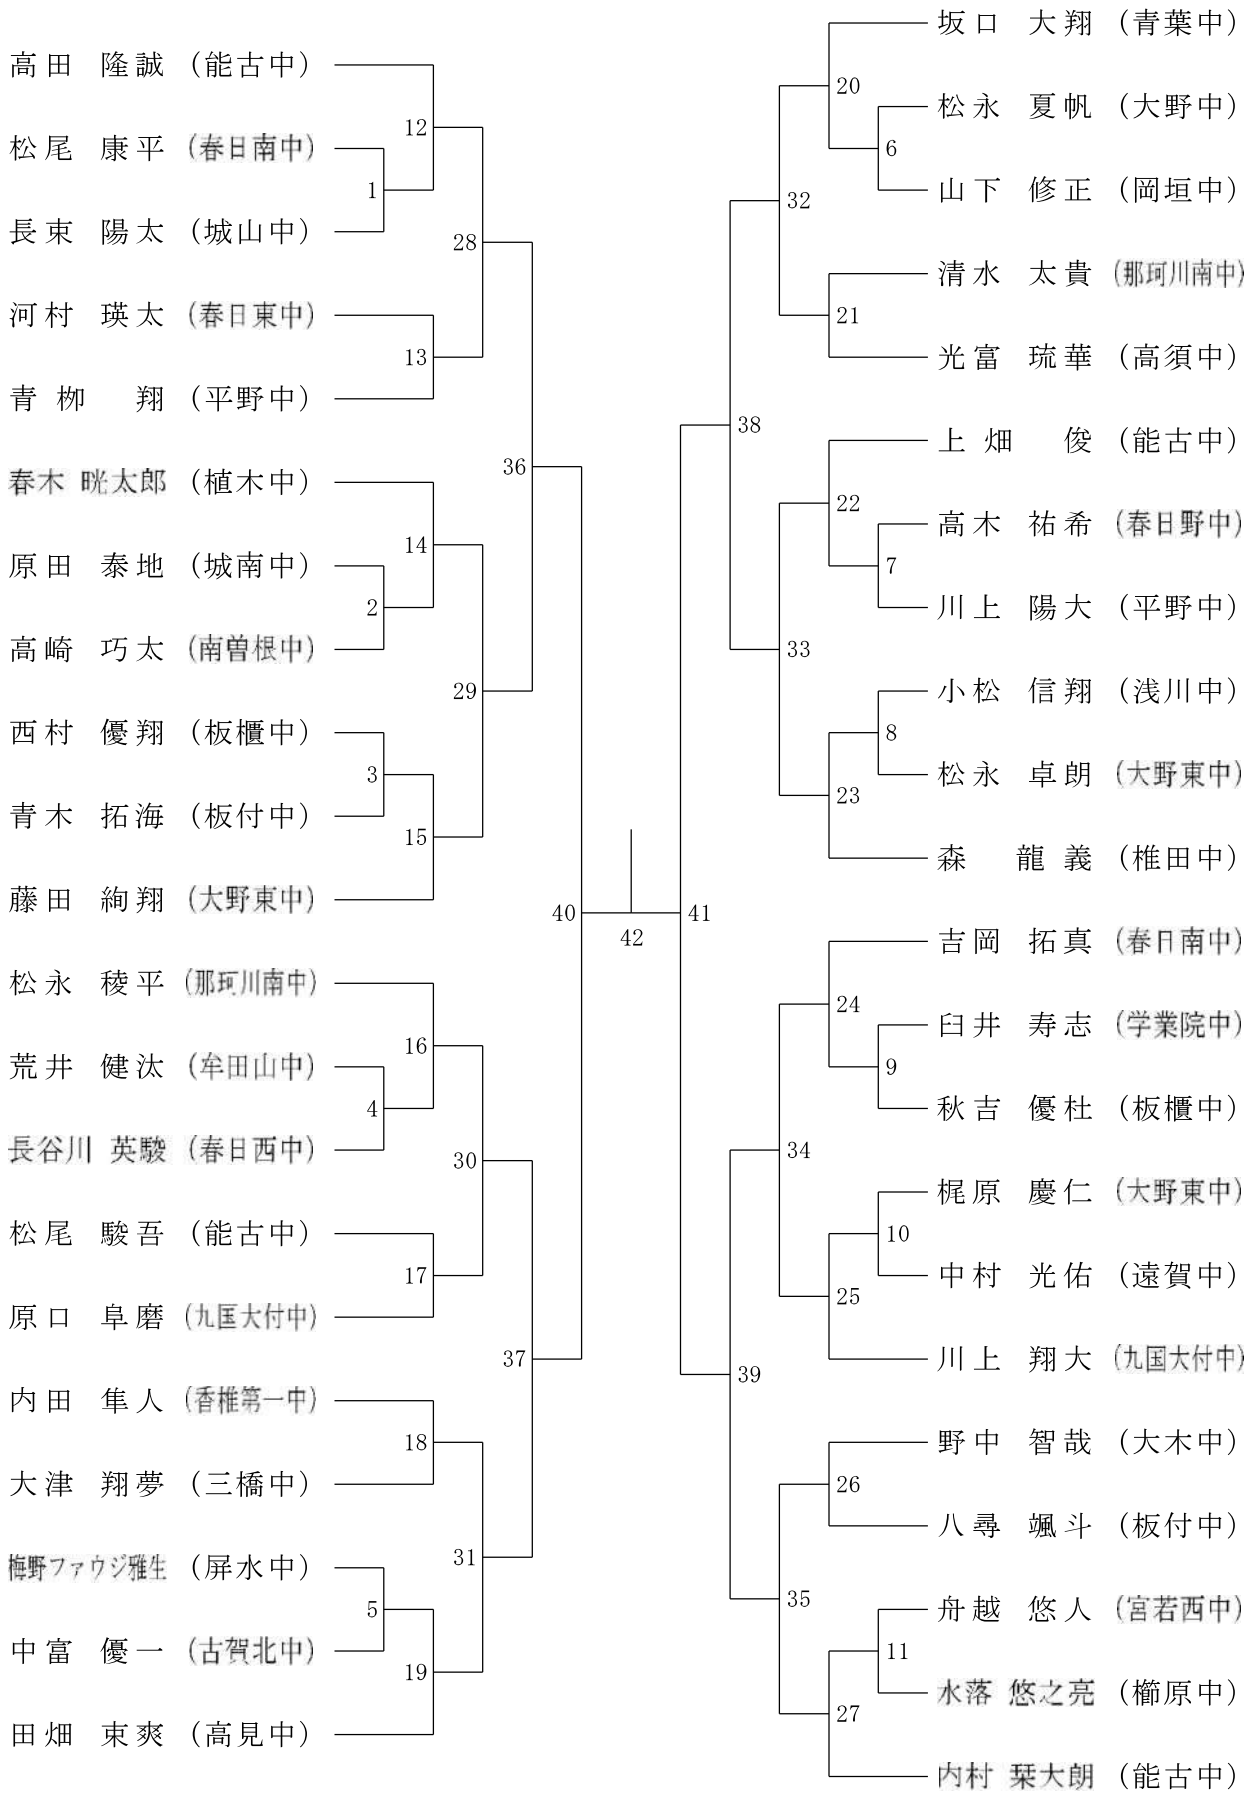 高田 隆誠 (能古中)
12
松尾 康平 (春日南中)
1
長束 陽太 (城山中)
28
河村 瑛太 (春日東中)
13
青栁 翔 (平野中)
36
春木 晄太郎 (植木中)
14
原田 泰地 (城南中)
2
高崎 巧太 (南曽根中)
29
西村 優翔 (板櫃中)
3
青木 拓海 (板付中)
15
藤田 絢翔 (大野東中)
40
松永 稜平 (那珂川南中)
16
荒井 健汰 (牟田山中)
4
長谷川 英駿 (春日西中)
30
松尾 駿吾 (能古中)
17
原口 阜磨 (九国大付中)
37
内田 隼人 (香椎第一中)
18
大津 翔夢 (三橋中)
31
梅野ファウジ雅生 (屏水中)
5
中富 優一 (古賀北中)
19
田畑 束爽 (高見中)
42
坂口 大翔 (青葉中)
20
松永 夏帆 (大野中)
6
山下 修正 (岡垣中)
32
清水 太貴 (那珂川南中)
21
光富 琉華 (高須中)
38
上畑 俊 (能古中)
22
高木 祐希 (春日野中)
7
川上 陽大 (平野中)
33
小松 信翔 (浅川中)
8
松永 卓朗 (大野東中)
23
森 龍義 (椎田中)
41
吉岡 拓真 (春日南中)
24
臼井 寿志 (学業院中)
9
秋吉 優杜 (板櫃中)
34
梶原 慶仁 (大野東中)
10
中村 光佑 (遠賀中)
25
川上 翔大 (九国大付中)
39
野中 智哉 (大木中)
26
八尋 颯斗 (板付中)
35
舟越 悠人 (宮若西中)
11
水落 悠之亮 (櫛原中)
27
内村 栞大朗 (能古中)